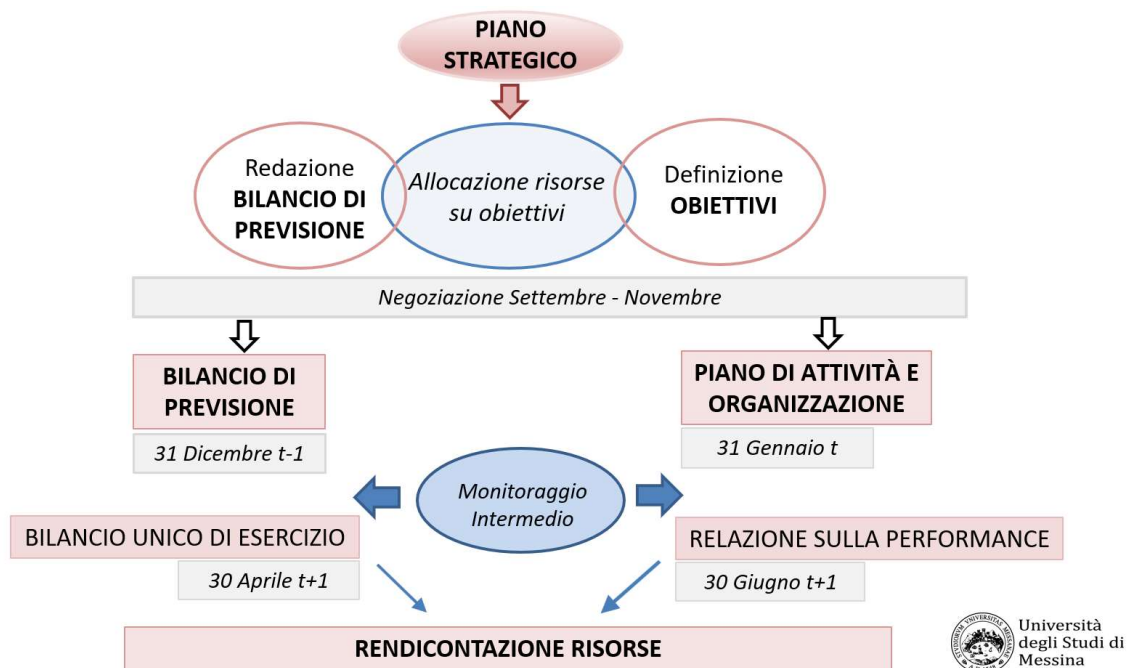 PIANO
STRATEGICO
Redazione
BILANCIO DI
PREVISIONE
Allocazione risorse
su obiettivi
Definizione
OBIETTIVI
Negoziazione Settembre - Novembre
BILANCIO DI
PREVISIONE
31 Dicembre t-1
PIANO DI ATTIVITÀ E
ORGANIZZAZIONE
31 Gennaio t
Monitoraggio
Intermedio
BILANCIO UNICO DI ESERCIZIO
30 Aprile t+1
RELAZIONE SULLA PERFORMANCE
30 Giugno t+1
RENDICONTAZIONE RISORSE
Università
degli Studi di
Messina